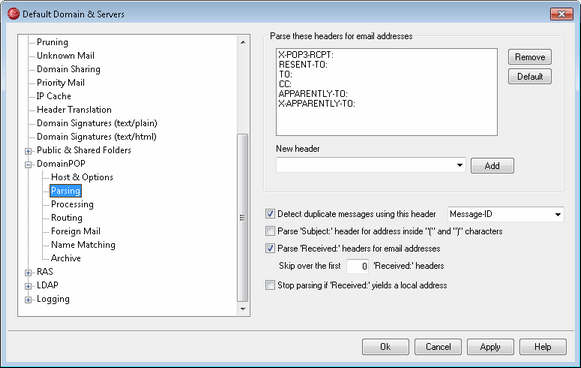 Default Domain & Servers
Pruning
Unknown Mail
Domain Sharing
Priority Mail
IP Cache
Header Translation
Domain Signatures (text/plain)
Domain Signatures (text/html)
Public & Shared Folders
DomainPOP
Host & Options
Parsing
Processing
Routing
Foreign Mail
Name Matching
Archive
RAS
LDAP
Logging
Parse these headers for email addresses
X-POP3-RCPT:
RESENT-TO:
TO:
CC:
APPARENTLY-TO:
X-APPARENTLY-TO:
Remove
Default
New header
Add
Detect duplicate messages using this header Message-ID
Parse 'Subject:' header for address inside "(" and ")" characters
Parse 'Received:' headers for email addresses
Skip over the first 0 'Received:' headers
Stop parsing if 'Received:' yields a local address
Ok Cancel Apply Help